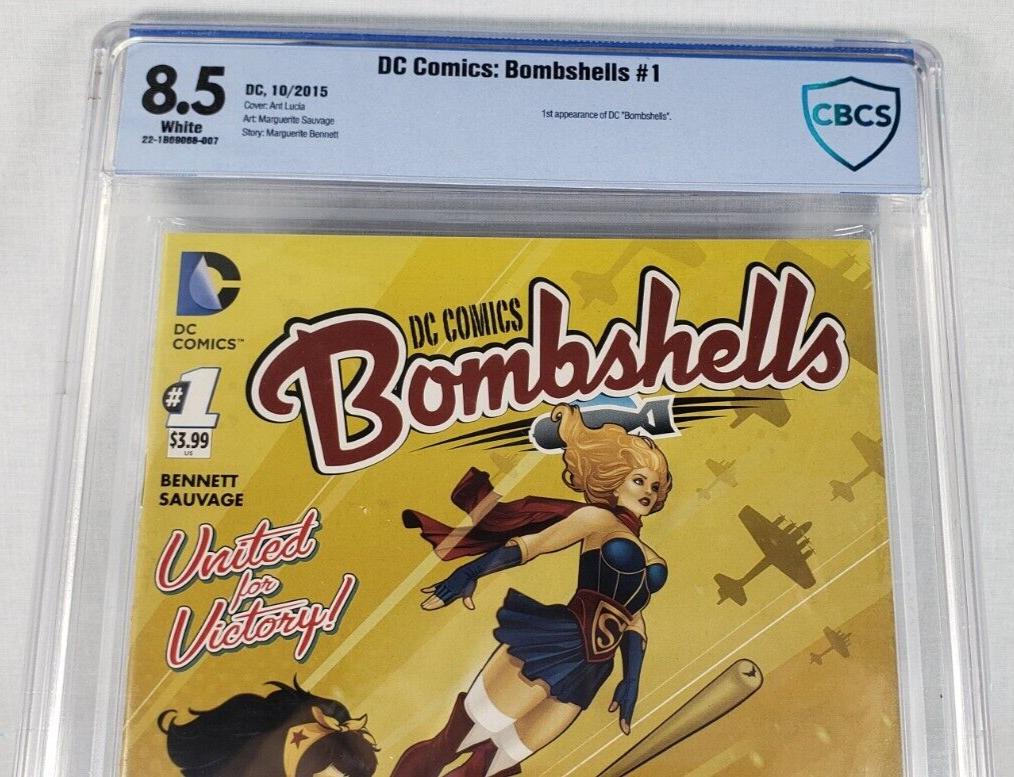 DC Comics: Bombshells #1
8.5
White
22-1B09068-007
DC, 10/2015
Cover: Ant Lucia
Art: Marguerite Sauvage
Story: Marguerite Bennett
1st appearance of DC "Bombshells".
CBCS
DC
COMICS™
#1
$3.99
US
BENNETT
SAUVAGE
DC COMICS
Bombshells
United
for
Victory!
S